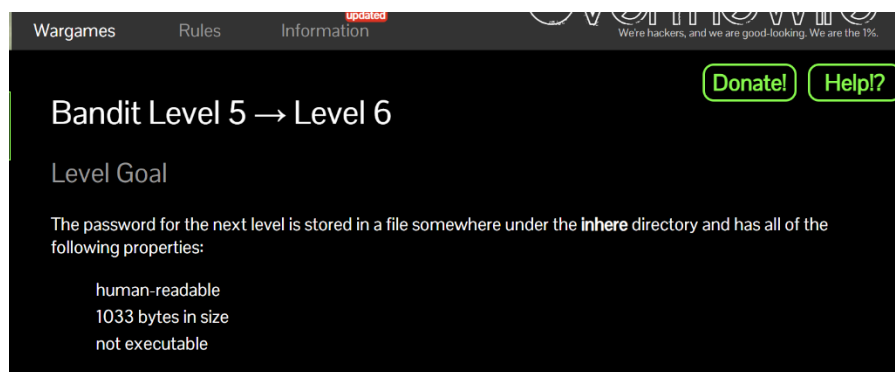 Wargames Rules Information updated
We're hackers, and we are good-looking. We are the 1%.
Donate! Help!?
Bandit Level 5 → Level 6
Level Goal
The password for the next level is stored in a file somewhere under the inhere directory and has all of the
following properties:
human-readable
1033 bytes in size
not executable